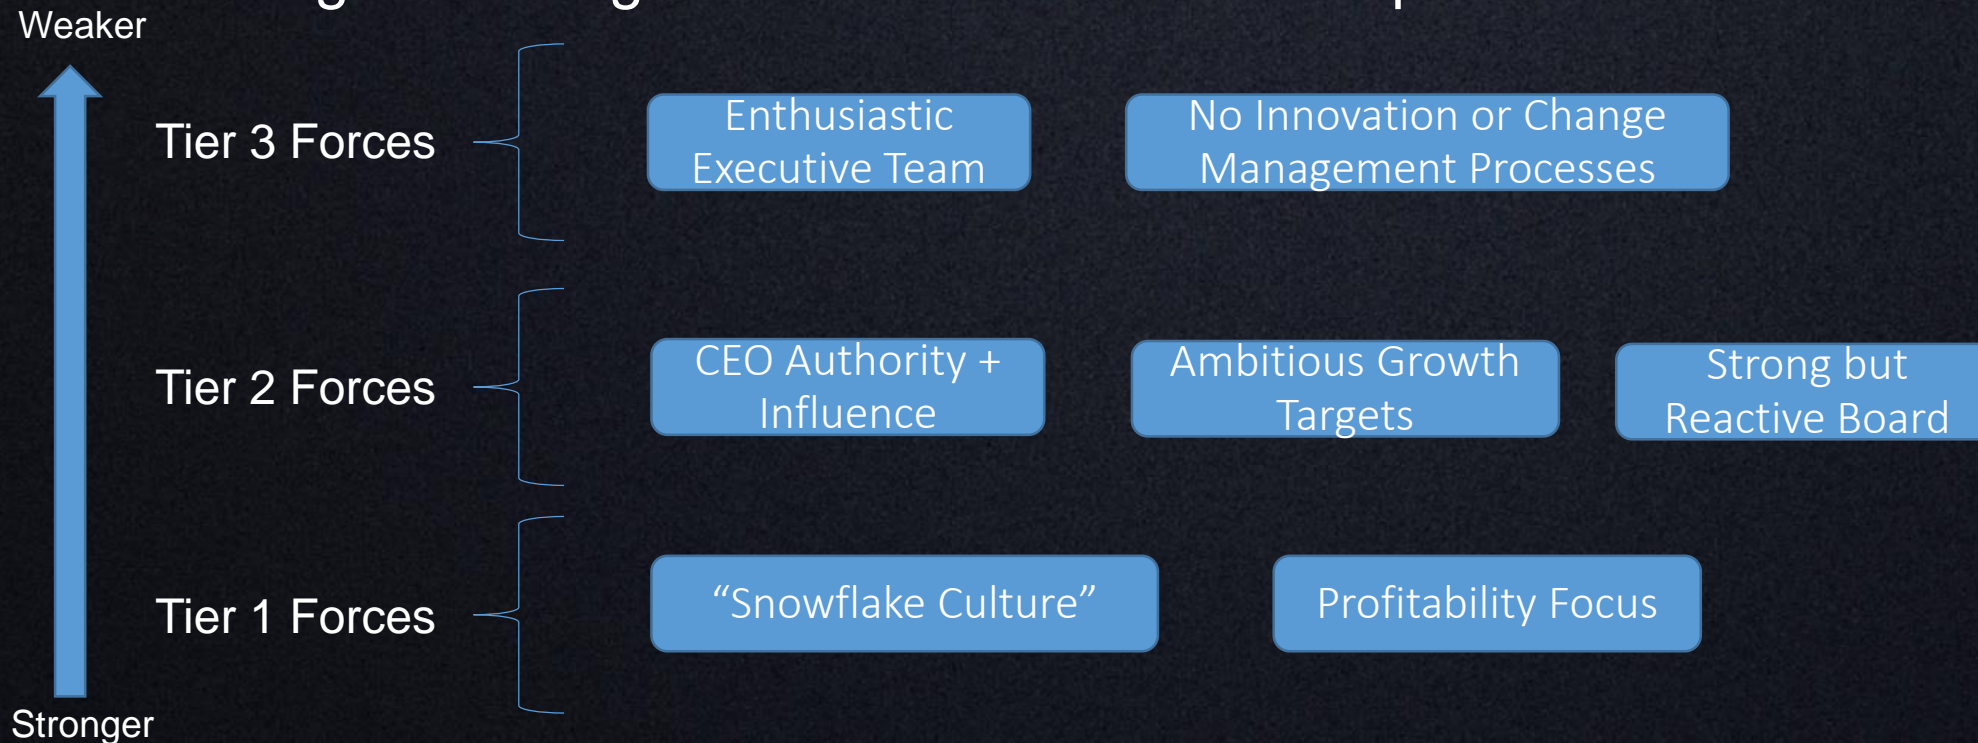 Weaker
Tier 3 Forces
Enthusiastic
Executive Team
No Innovation or Change
Management Processes
Tier 2 Forces
CEO Authority +
Influence
Ambitious Growth
Targets
Strong but
Reactive Board
Tier 1 Forces
“Snowflake Culture”
Profitability Focus
Stronger